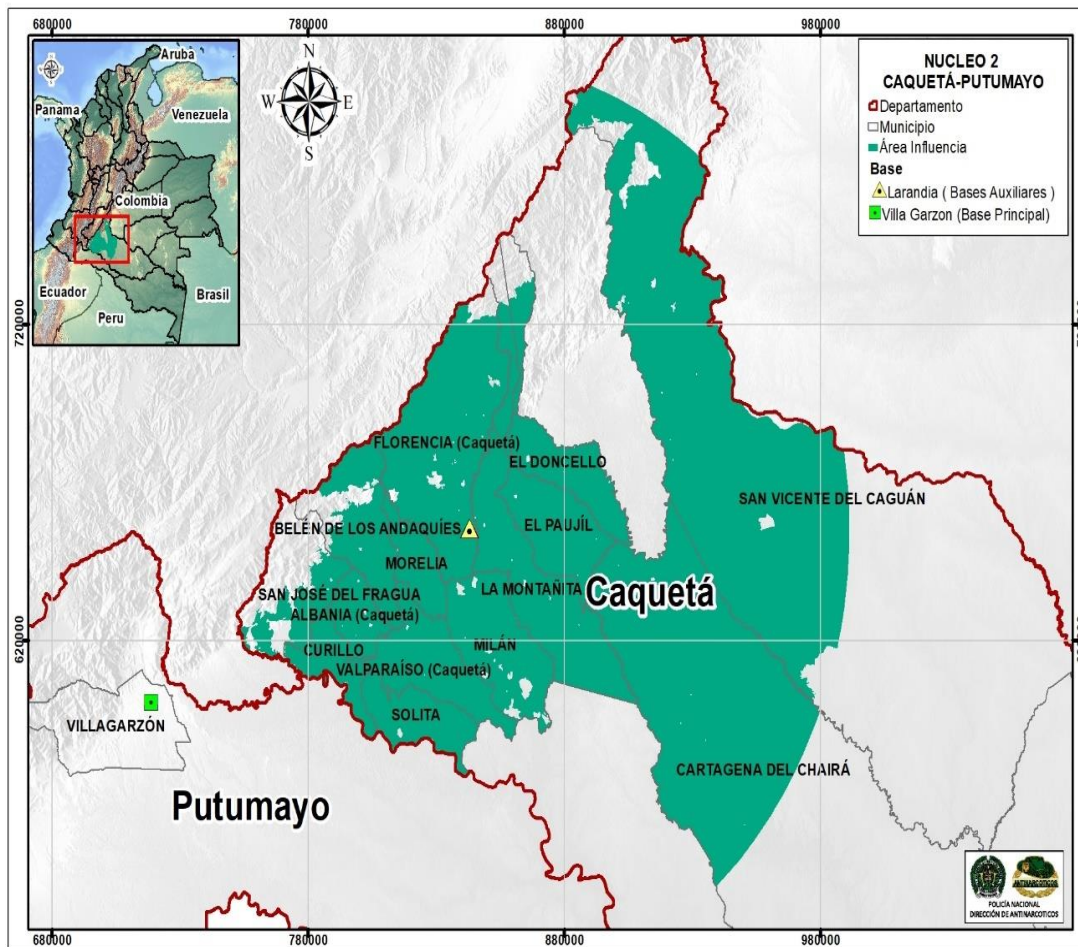 680000 780000 880000 980000
Aruba
Panama
Venezuela
Colombia
Ecuador
Brasil
Peru
N
W E
S
NUCLEO 2
CAQUETÁ-PUTUMAYO
Departamento
Municipio
Área Influencia
Base
Larandia ( Bases Auxiliares )
Villa Garzon (Base Principal)
720000
FLORENCIA (Caquetá)
EL DONCELLO
SAN VICENTE DEL CAGUÁN
BELÉN DE LOS ANDAQUÍES
EL PAUJÍL
MORELIA
LA MONTAÑITA
Caquetá
SAN JOSÉ DEL FRAGUA
ALBANIA (Caquetá)
620000
CURILLO
MILÁN
VALPARAÍSO (Caquetá)
SOLITA
VILLAGARZÓN
CARTAGENA DEL CHAIRÁ
Putumayo
ANTINARCOTICOS
POLICÍA NACIONAL
DIRECCIÓN DE ANTINARCOTICOS
680000 780000 880000 980000